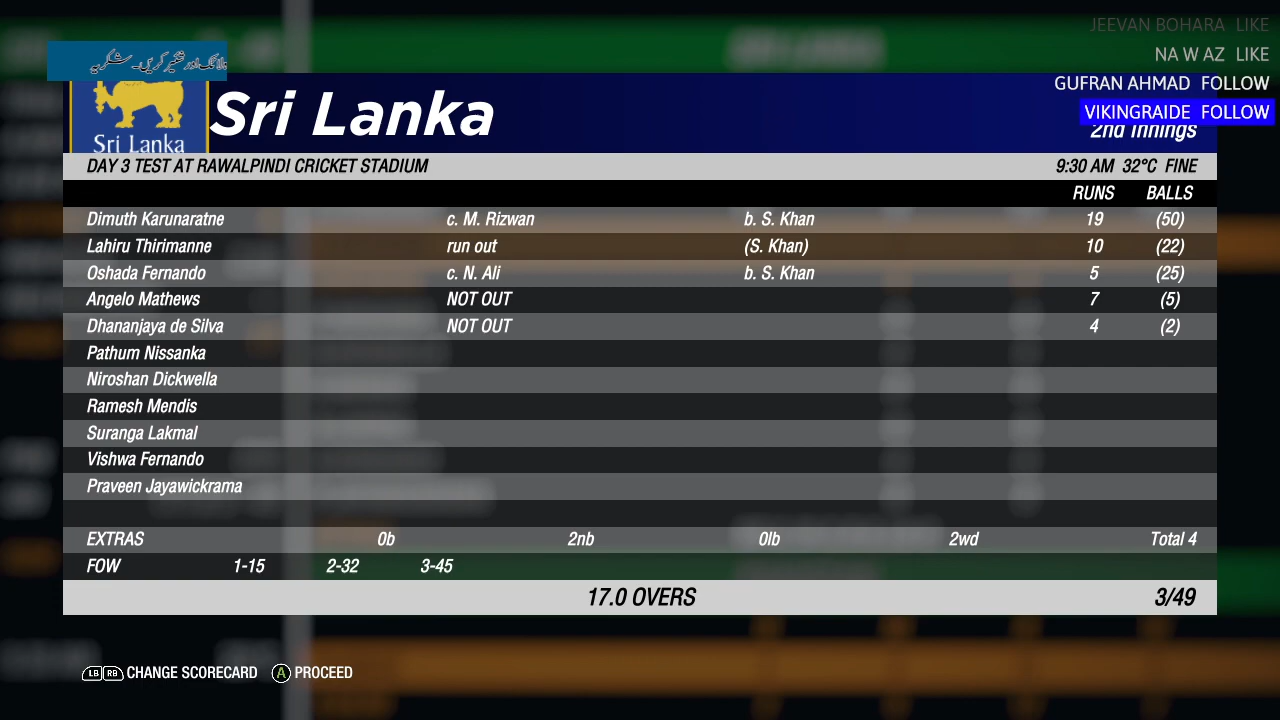 JEEVAN BOHARA LIKE
NA W AZ LIKE
GUFRAN AHMAD FOLLOW
VIKINGRAIDE FOLLOW
لائک اور شئیر کریں۔ شکریہ
Sri Lanka
Sri Lanka
2nd Innings
DAY 3 TEST AT RAWALPINDI CRICKET STADIUM 9:30 AM 32°C FINE
RUNS BALLS
Dimuth Karunaratne c. M. Rizwan b. S. Khan 19 (50)
Lahiru Thirimanne run out (S. Khan) 10 (22)
Oshada Fernando c. N. Ali b. S. Khan 5 (25)
Angelo Mathews NOT OUT 7 (5)
Dhananjaya de Silva NOT OUT 4 (2)
Pathum Nissanka
Niroshan Dickwella
Ramesh Mendis
Suranga Lakmal
Vishwa Fernando
Praveen Jayawickrama
EXTRAS 0b 2nb 0lb 2wd Total 4
FOW 1-15 2-32 3-45
17.0 OVERS 3/49
LB RB CHANGE SCORECARD A PROCEED